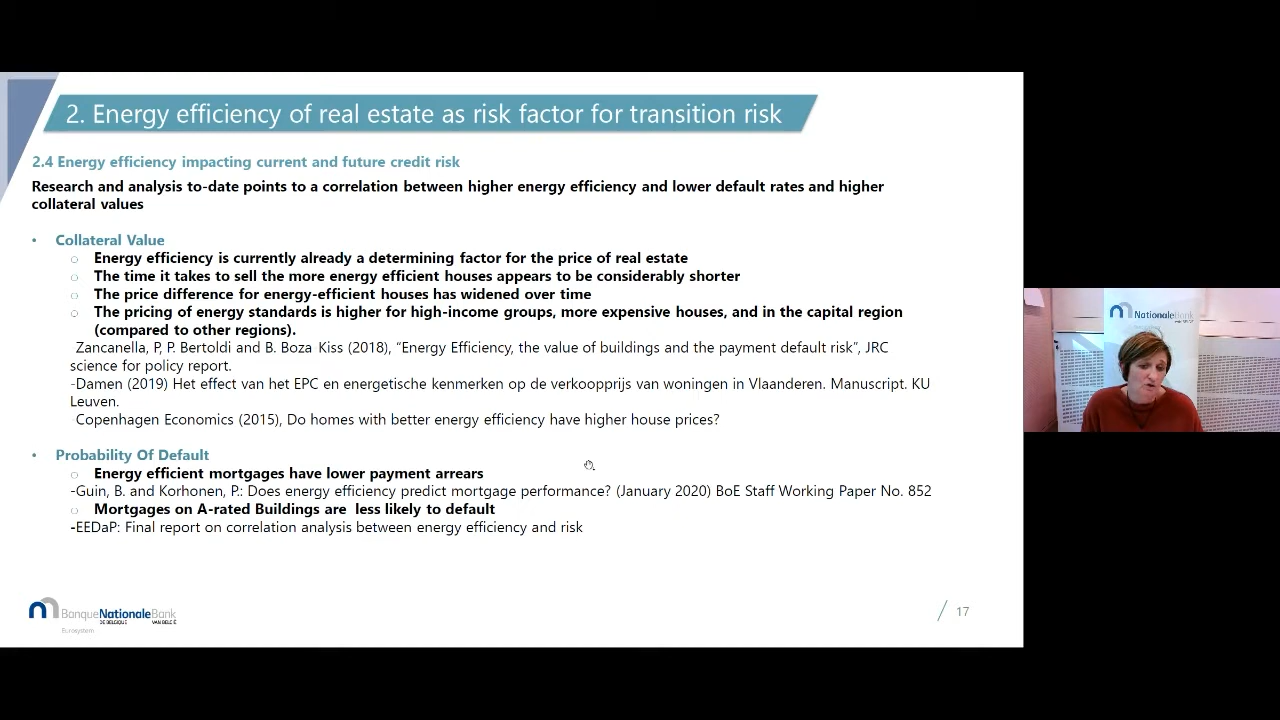 2. Energy efficiency of real estate as risk factor for transition risk
2.4 Energy efficiency impacting current and future credit risk
Research and analysis to-date points to a correlation between higher energy efficiency and lower default rates and higher
collateral values
• Collateral Value
○ Energy efficiency is currently already a determining factor for the price of real estate
○ The time it takes to sell the more energy efficient houses appears to be considerably shorter
○ The price difference for energy-efficient houses has widened over time
○ The pricing of energy standards is higher for high-income groups, more expensive houses, and in the capital region
(compared to other regions).
Zancanella, P, P. Bertoldi and B. Boza Kiss (2018), “Energy Efficiency, the value of buildings and the payment default risk”, JRC
science for policy report.
-Damen (2019) Het effect van het EPC en energetische kenmerken op de verkoopprijs van woningen in Vlaanderen. Manuscript. KU
Leuven.
Copenhagen Economics (2015), Do homes with better energy efficiency have higher house prices?
• Probability Of Default
○ Energy efficient mortgages have lower payment arrears
-Guin, B. and Korhonen, P.: Does energy efficiency predict mortgage performance? (January 2020) BoE Staff Working Paper No. 852
○ Mortgages on A-rated Buildings are less likely to default
-EEDaP: Final report on correlation analysis between energy efficiency and risk
BanqueNationaleBank
DE BELGIQUE VAN BELGIË
Eurosystem
17
NationaleBank